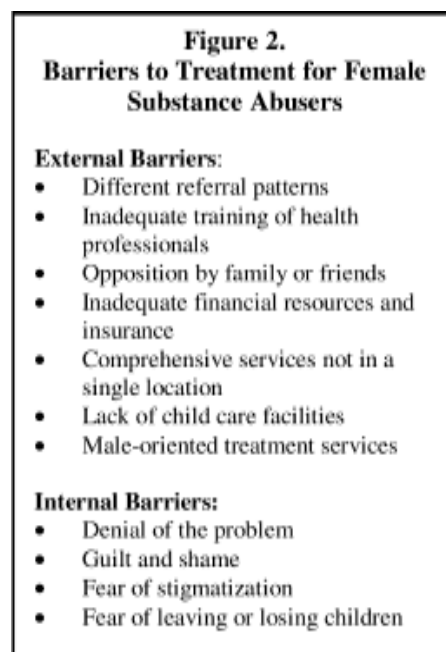 Figure 2.
Barriers to Treatment for Female
Substance Abusers
External Barriers:
• Different referral patterns
• Inadequate training of health
professionals
• Opposition by family or friends
• Inadequate financial resources and
insurance
• Comprehensive services not in a
single location
• Lack of child care facilities
• Male-oriented treatment services
Internal Barriers:
• Denial of the problem
• Guilt and shame
• Fear of stigmatization
• Fear of leaving or losing children